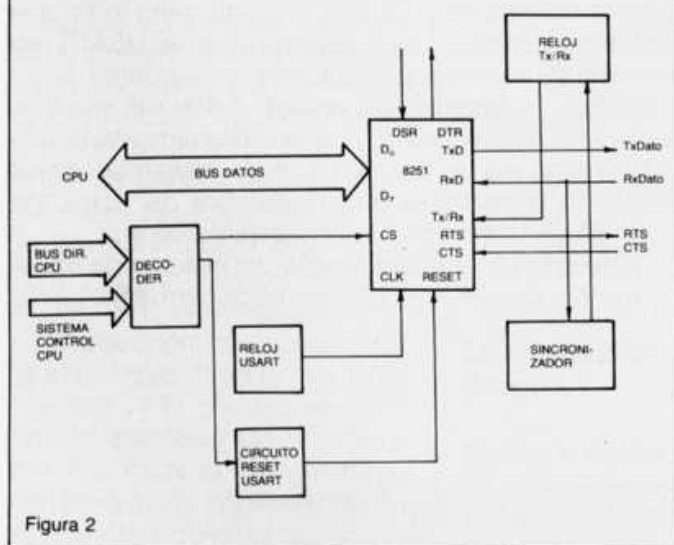 RELOJ
Tx/Rx
DSR DTR
D₀ TxD TxDato
8251
CPU BUS DATOS
RxD RxDato
D₇
Tx/Rx
CS RTS RTS
CTS CTS
BUS DIR.
CPU
DECO-
DER
CLK RESET
SISTEMA
CONTROL
CPU
RELOJ
USART
SINCRONI-
ZADOR
CIRCUITO
RESET
USART
Figura 2